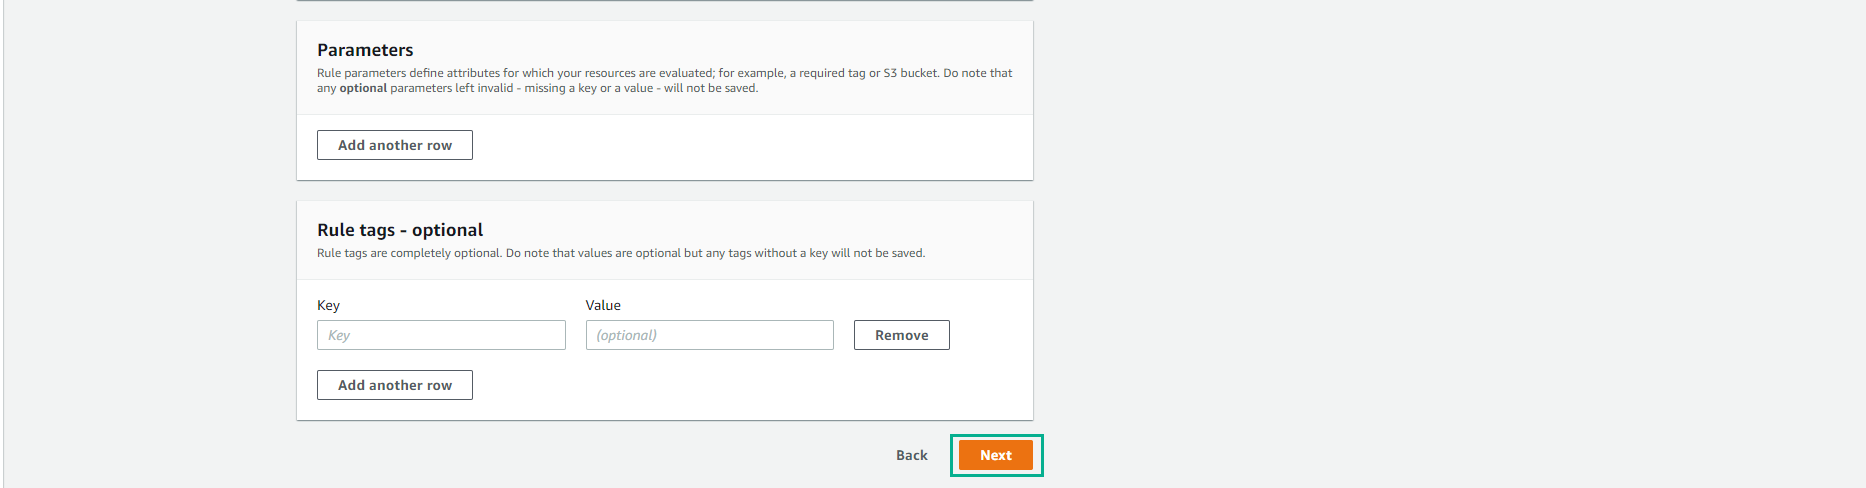 Parameters
Rule parameters define attributes for which your resources are evaluated; for example, a required tag or S3 bucket. Do note that
any optional parameters left invalid - missing a key or a value - will not be saved.
Add another row
Rule tags - optional
Rule tags are completely optional. Do note that values are optional but any tags without a key will not be saved.
Key Value
Key (optional) Remove
Add another row
Back Next